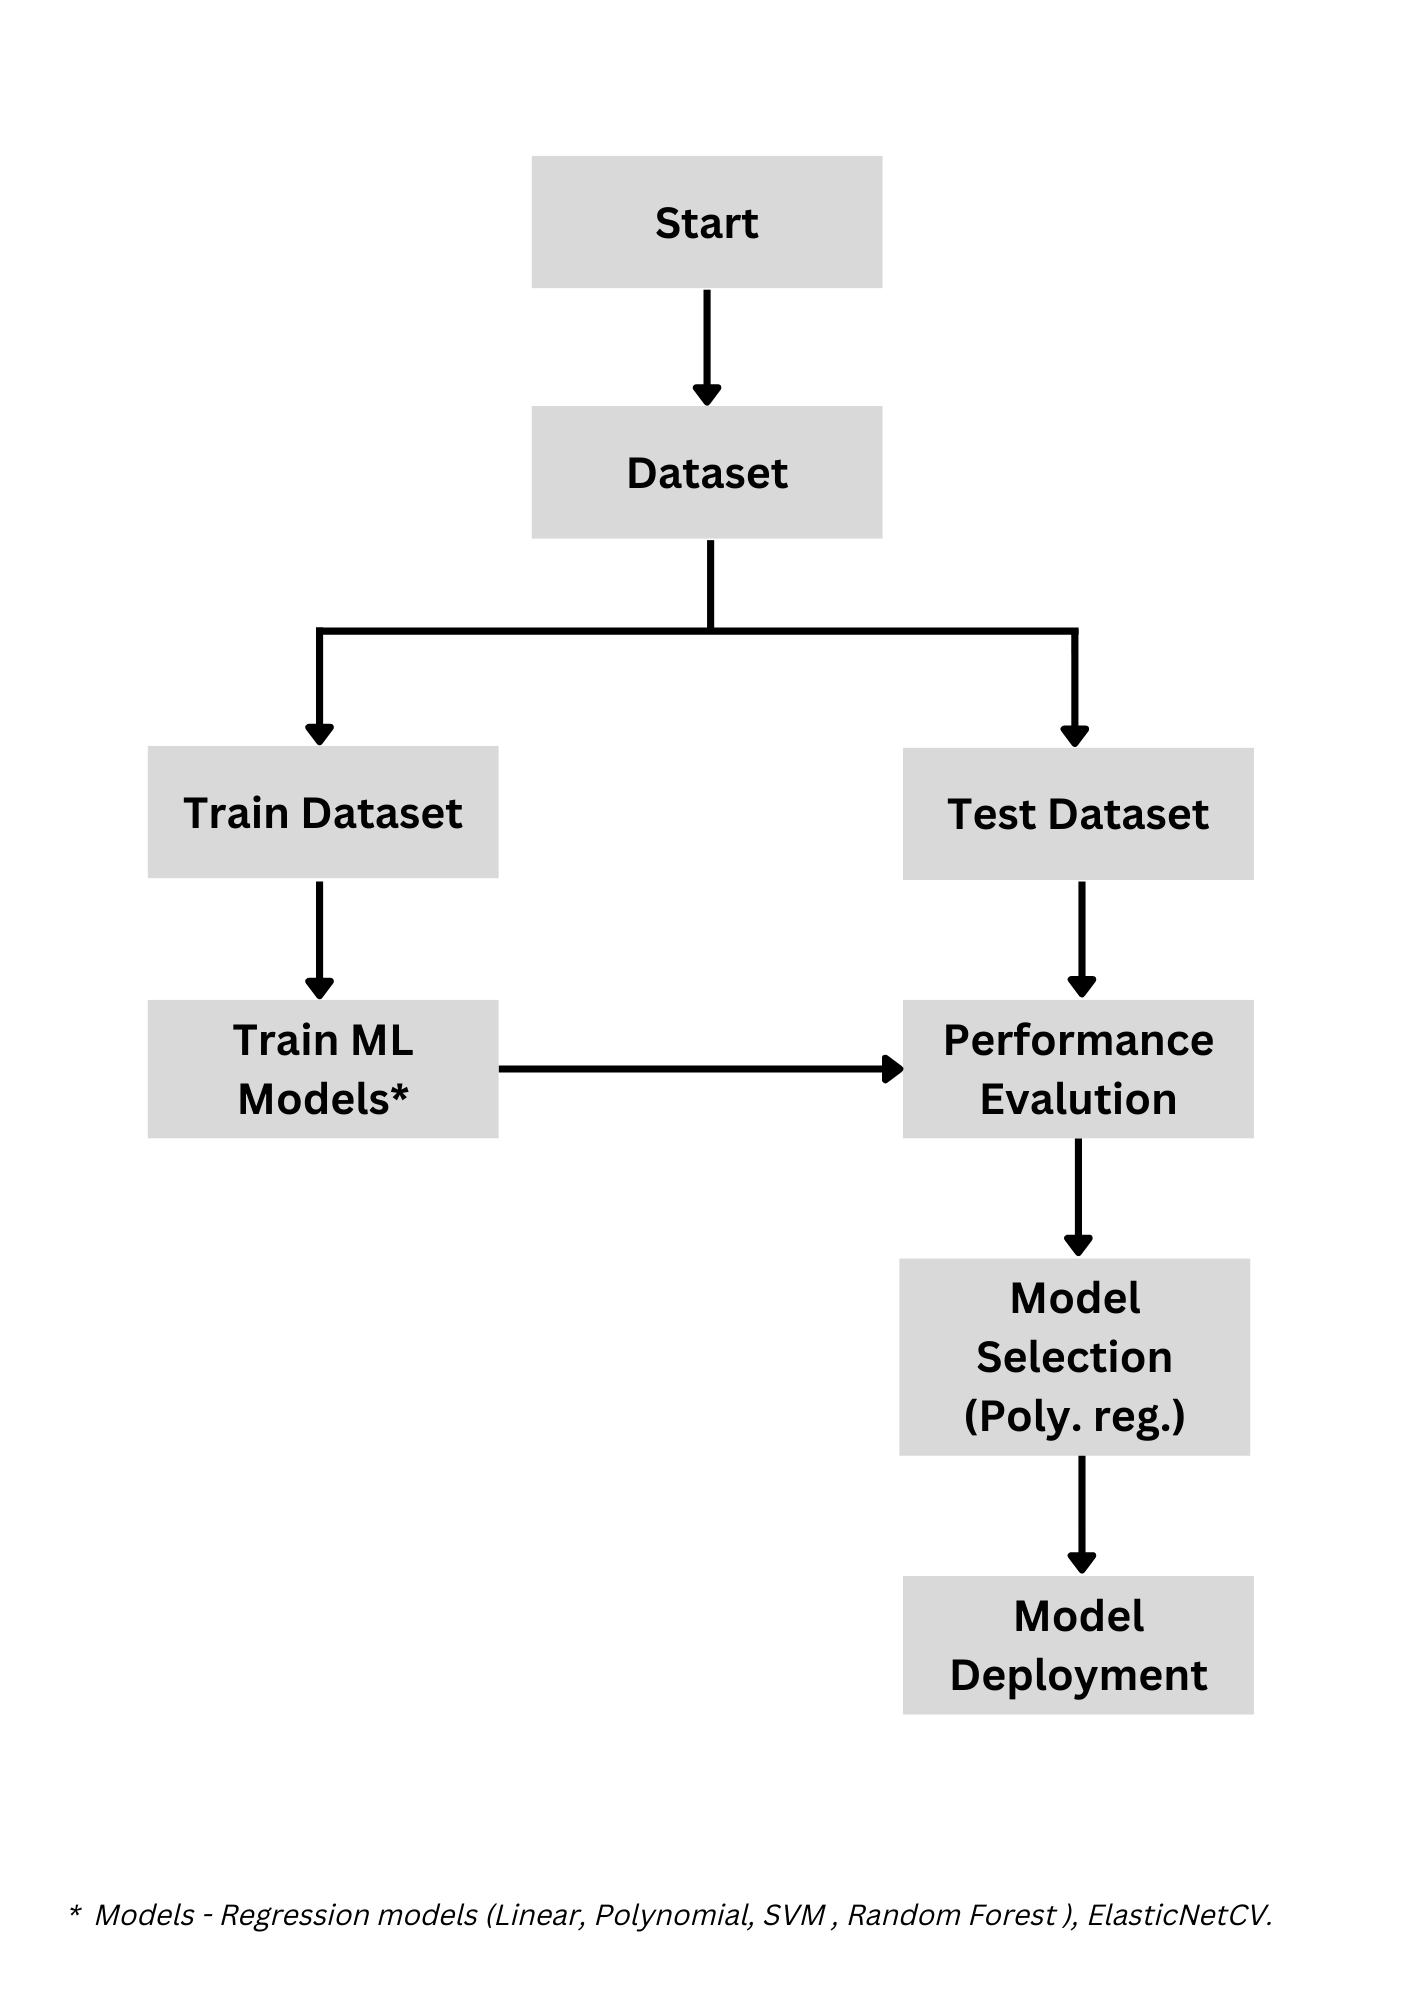 Start
Dataset
Train Dataset
Test Dataset
Train ML
Models*
Performance
Evalution
Model
Selection
(Poly. reg.)
Model
Deployment
* Models - Regression models (Linear, Polynomial, SVM , Random Forest ), ElasticNetCV.